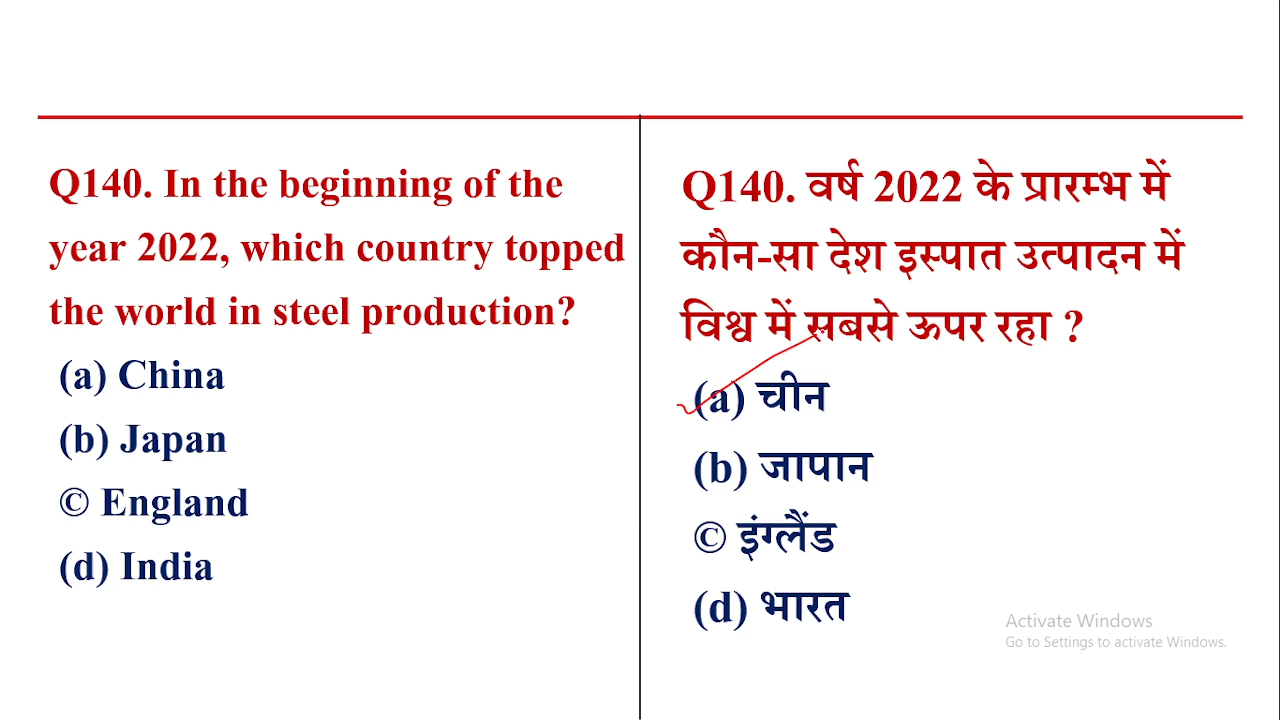 Q140. In the beginning of the
year 2022, which country topped
the world in steel production?
(a) China
(b) Japan
© England
(d) India
Q140. वर्ष 2022 के प्रारम्भ में
कौन-सा देश इस्पात उत्पादन में
विश्व में सबसे ऊपर रहा ?
(a) चीन
(b) जापान
© इंग्लैंड
(d) भारत
Activate Windows
Go to Settings to activate Windows.